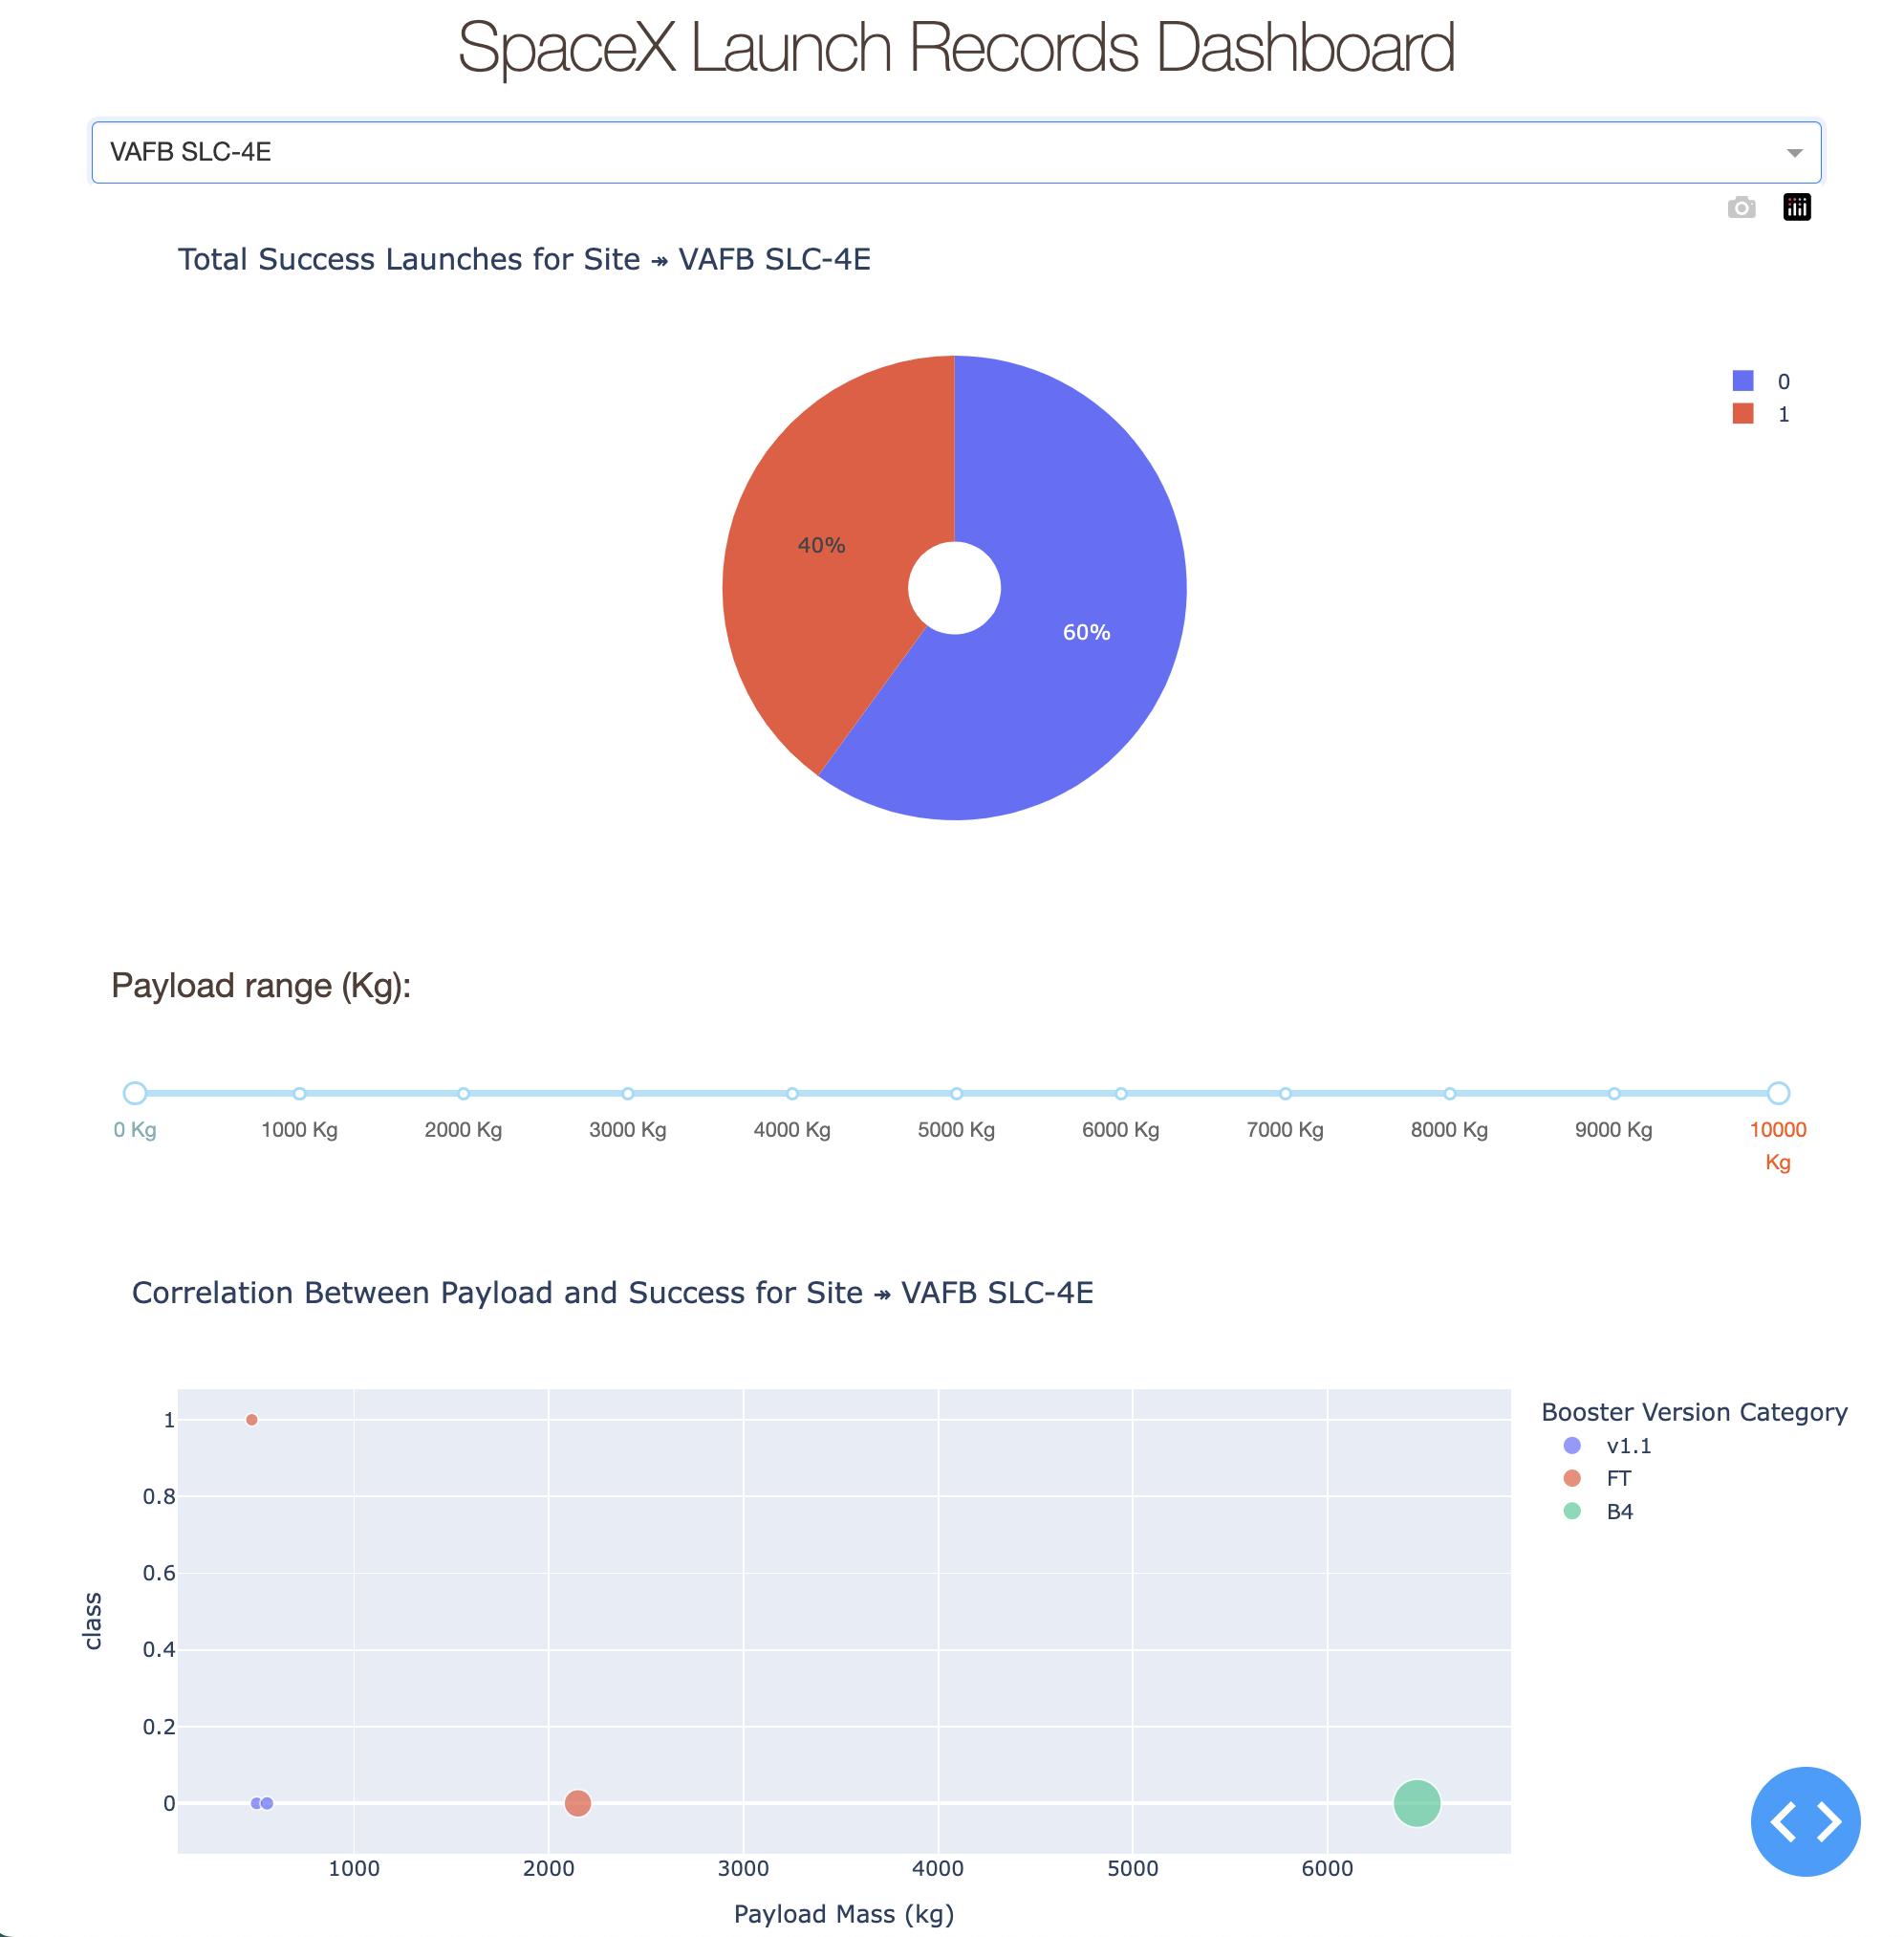 SpaceX Launch Records Dashboard
VAFB SLC-4E
Total Success Launches for Site ↠ VAFB SLC-4E
0
1
40%
60%
Payload range (Kg):
0 Kg 1000 Kg 2000 Kg 3000 Kg 4000 Kg 5000 Kg 6000 Kg 7000 Kg 8000 Kg 9000 Kg 10000
Kg
Correlation Between Payload and Success for Site ↠ VAFB SLC-4E
Booster Version Category
v1.1
FT
B4
1
0.8
0.6
0.4
0.2
0
class
1000 2000 3000 4000 5000 6000
Payload Mass (kg)